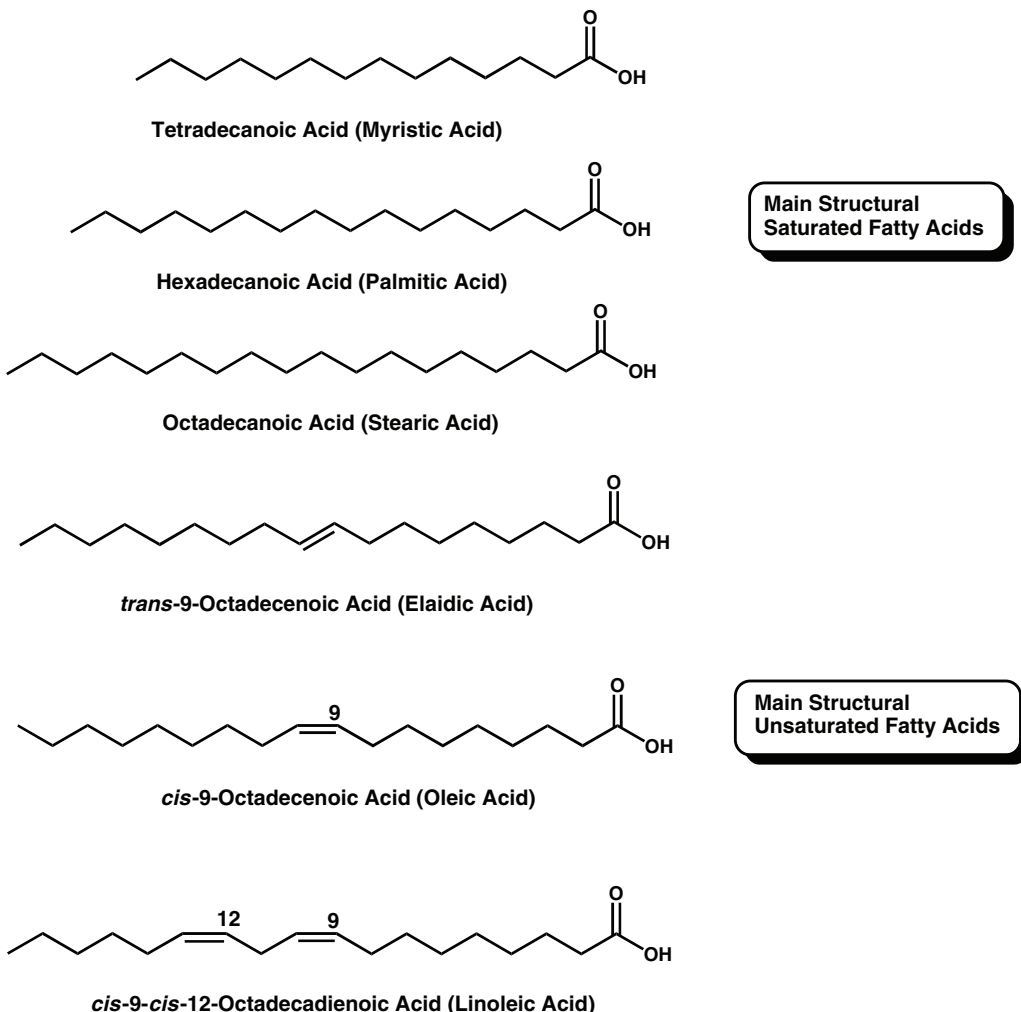 O
OH
Tetradecanoic Acid (Myristic Acid)
O
OH
Main Structural
Saturated Fatty Acids
Hexadecanoic Acid (Palmitic Acid)
O
OH
Octadecanoic Acid (Stearic Acid)
O
OH
trans-9-Octadecenoic Acid (Elaidic Acid)
O
9
OH
Main Structural
Unsaturated Fatty Acids
cis-9-Octadecenoic Acid (Oleic Acid)
O
12 9
OH
cis-9-cis-12-Octadecadienoic Acid (Linoleic Acid)